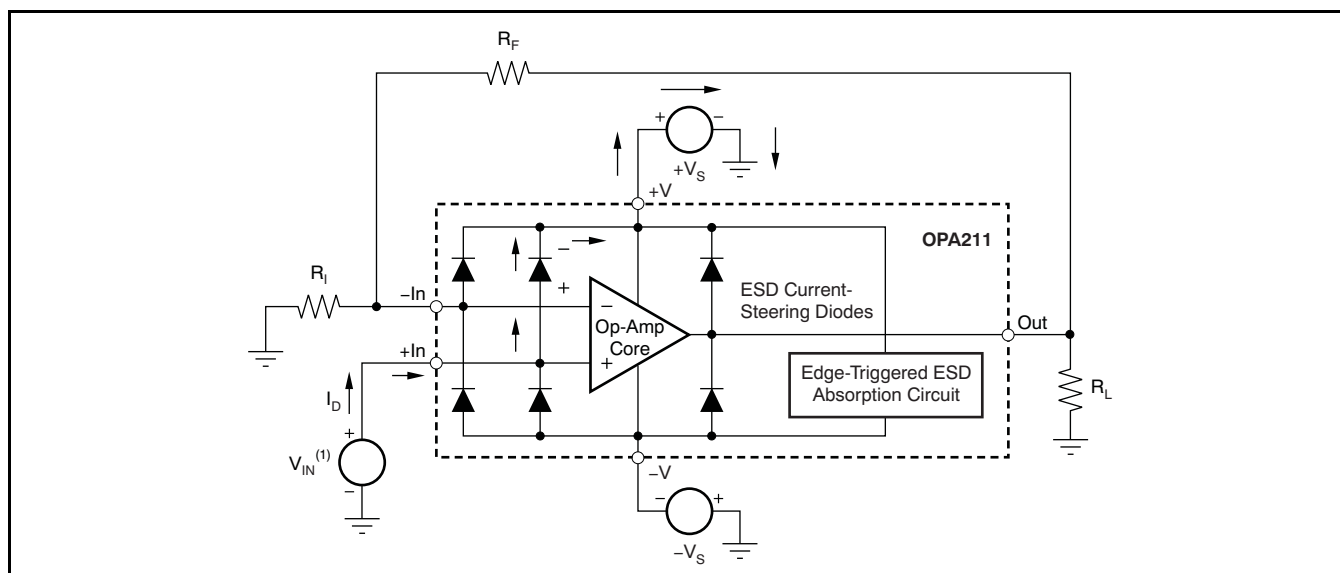 R_F
+ −
+V_S
+V
OPA211
−
+
R_I
−In
−
Op-Amp
Core
+
ESD Current-
Steering Diodes
Out
+In
Edge-Triggered ESD
Absorption Circuit
R_L
I_D
+
V_IN^(1)
−
−V
− +
−V_S